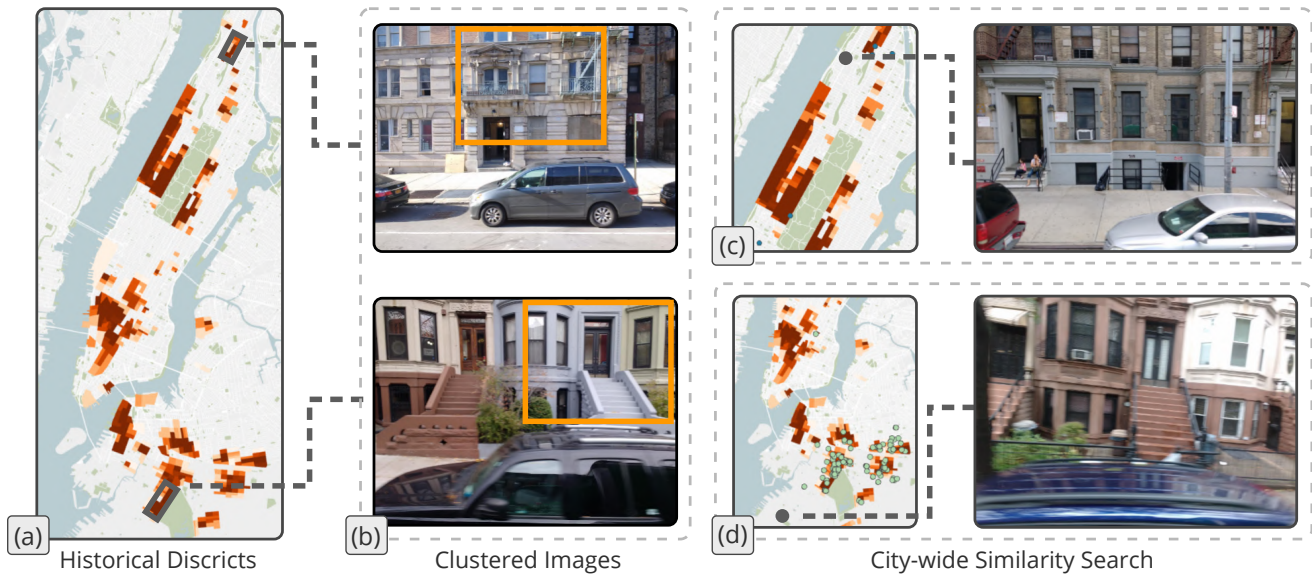 (a)
Historical Discricts
(b)
Clustered Images
(c)
(d)
City-wide Similarity Search